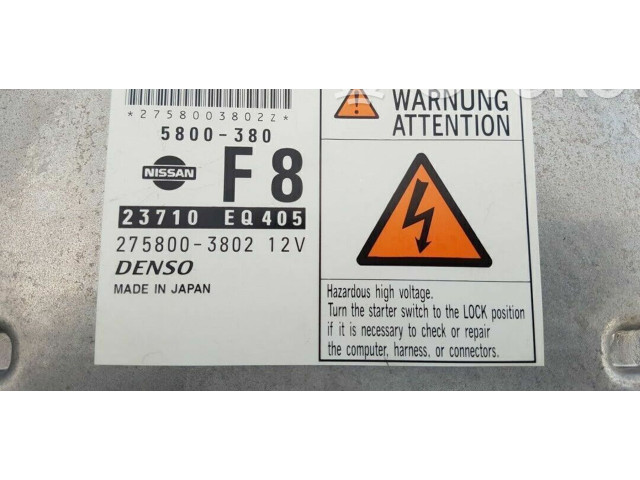 *2758003802Z*
5800-380
NISSAN F8
23710 EQ405
275800-3802 12V
DENSO
MADE IN JAPAN
WARNUNG
ATTENTION
Hazardous high voltage.
Turn the starter switch to the LOCK position
if it is necessary to check or repair
the computer, harness, or connectors.